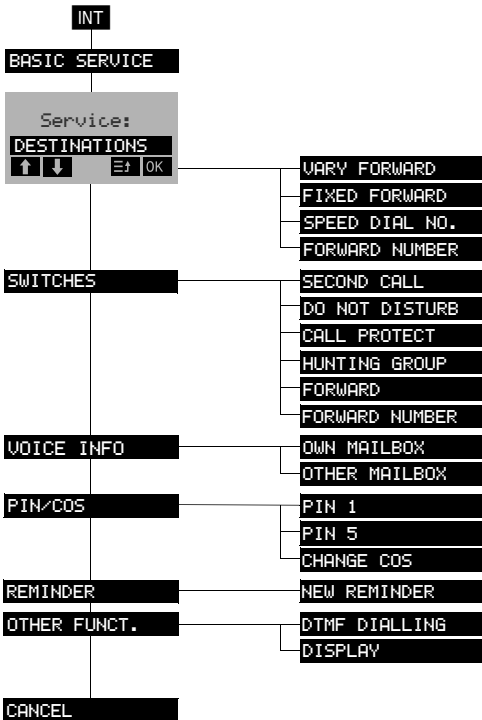 INT
BASIC SERVICE
Service:
DESTINATIONS
OK
VARY FORWARD
FIXED FORWARD
SPEED DIAL NO.
FORWARD NUMBER
SWITCHES
SECOND CALL
DO NOT DISTURB
CALL PROTECT
HUNTING GROUP
FORWARD
FORWARD NUMBER
VOICE INFO
OWN MAILBOX
OTHER MAILBOX
PIN/COS
PIN 1
PIN 5
CHANGE COS
REMINDER
NEW REMINDER
OTHER FUNCT.
DTMF DIALLING
DISPLAY
CANCEL